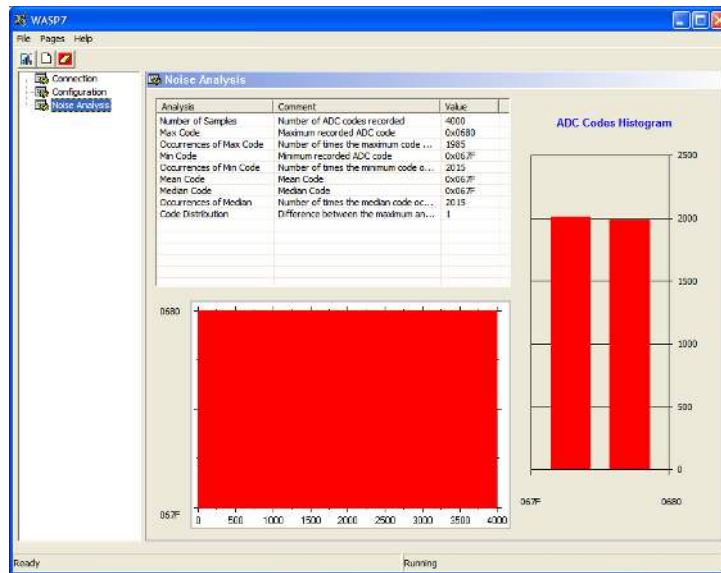 WASP7
File Pages Help
Connection
Configuration
Noise Analysis
Noise Analysis
Analysis Comment Value
Number of Samples Number of ADC codes recorded 4000
Max Code Maximum recorded ADC code 0x0680
Occurrences of Max Code Number of times the maximum code ... 1985
Min Code Minimum recorded ADC code 0x067F
Occurrences of Min Code Number of times the minimum code o... 2015
Mean Code Mean Code 0x067F
Median Code Median Code 0x067F
Occurrences of Median Number of times the median code oc... 2015
Code Distribution Difference between the maximum an... 1
ADC Codes Histogram
2500
2000
1500
1000
500
0
067F 0680
0680
067F
0 500 1000 1500 2000 2500 3000 3500 4000
Ready Running